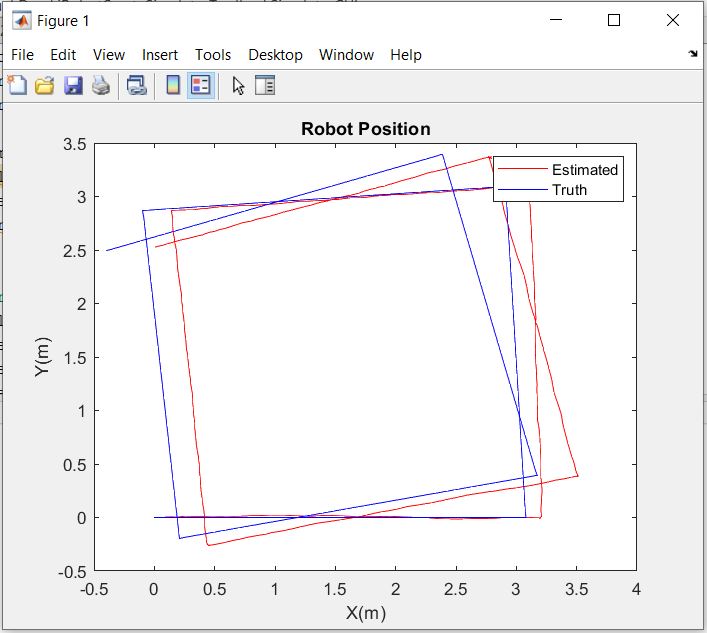 Figure 1
File Edit View Insert Tools Desktop Window Help
Robot Position
Estimated
Truth
3.5
3
2.5
2
1.5
1
0.5
0
-0.5
Y(m)
-0.5 0 0.5 1 1.5 2 2.5 3 3.5 4
X(m)